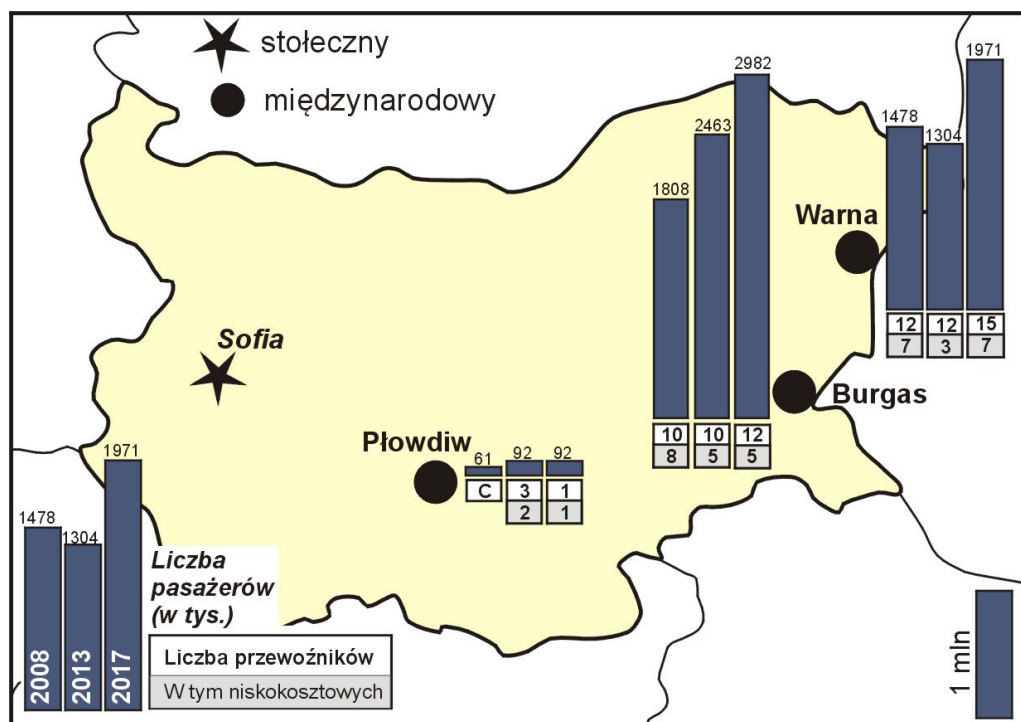 stołeczny
międzynarodowy
2982
2463
1808
1971
1478
1304
Warna
12 12 15
7 3 7
Sofia
Burgas
10 10 12
8 5 5
Płowdiw
61 92 92
C 3 1
2 1
1971
1478
1304
2008
2013
2017
Liczba
pasażerów
(w tys.)
Liczba przewoźników
W tym niskokosztowych
1 mln